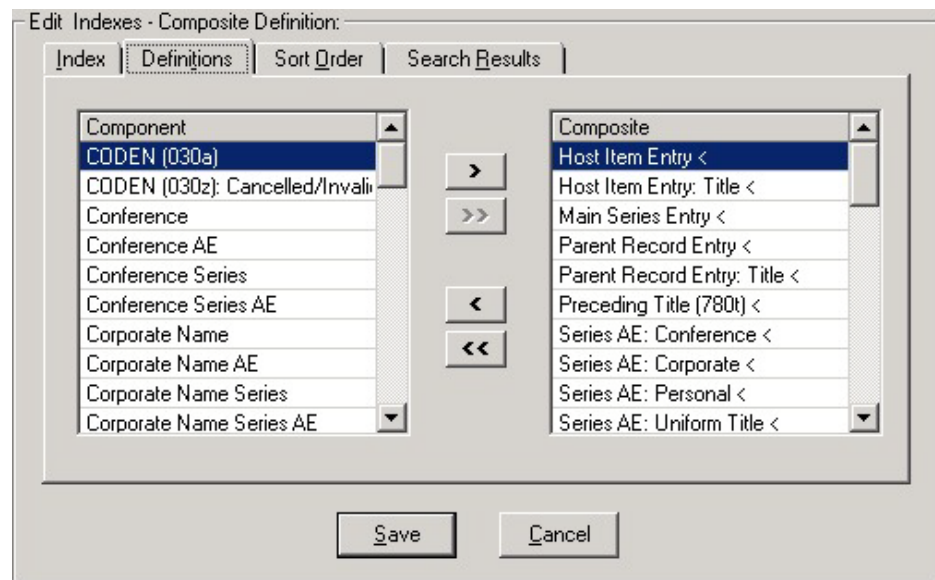 Edit Indexes - Composite Definition:
Index Definitions Sort Order Search Results
Component
CODEN (030a)
CODEN (030z): Cancelled/Invali
Conference
Conference AE
Conference Series
Conference Series AE
Corporate Name
Corporate Name AE
Corporate Name Series
Corporate Name Series AE
>
>>
<
<<
Composite
Host Item Entry <
Host Item Entry: Title <
Main Series Entry <
Parent Record Entry <
Parent Record Entry: Title <
Preceding Title (780t) <
Series AE: Conference <
Series AE: Corporate <
Series AE: Personal <
Series AE: Uniform Title <
Save Cancel